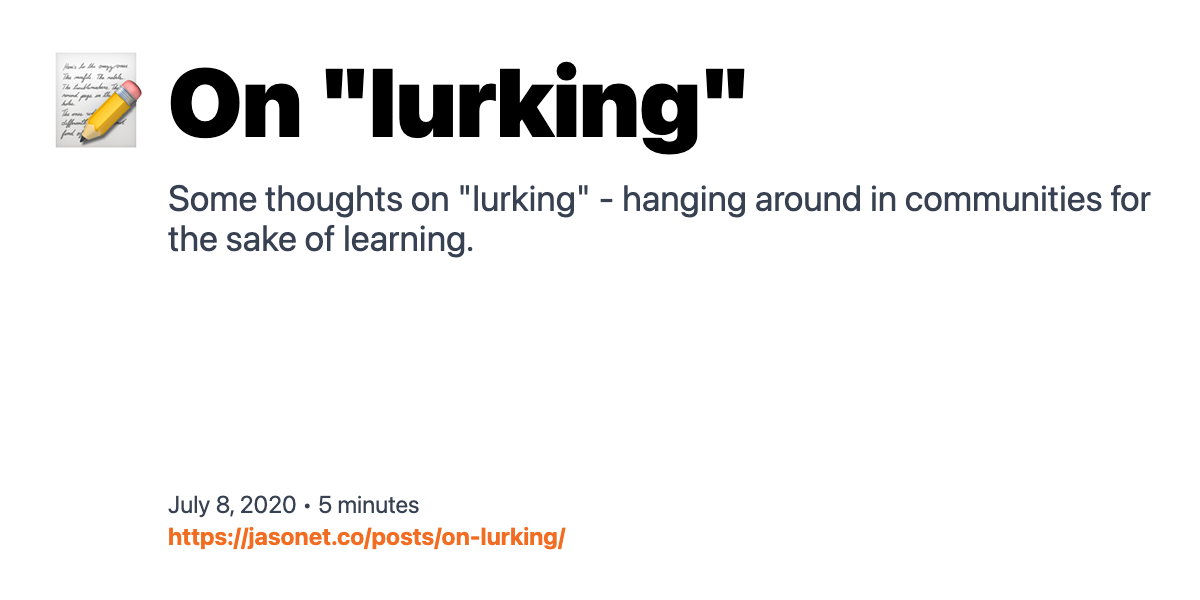 On "lurking"
Some thoughts on "lurking" - hanging around in communities for
the sake of learning.
July 8, 2020 • 5 minutes
https://jasonet.co/posts/on-lurking/